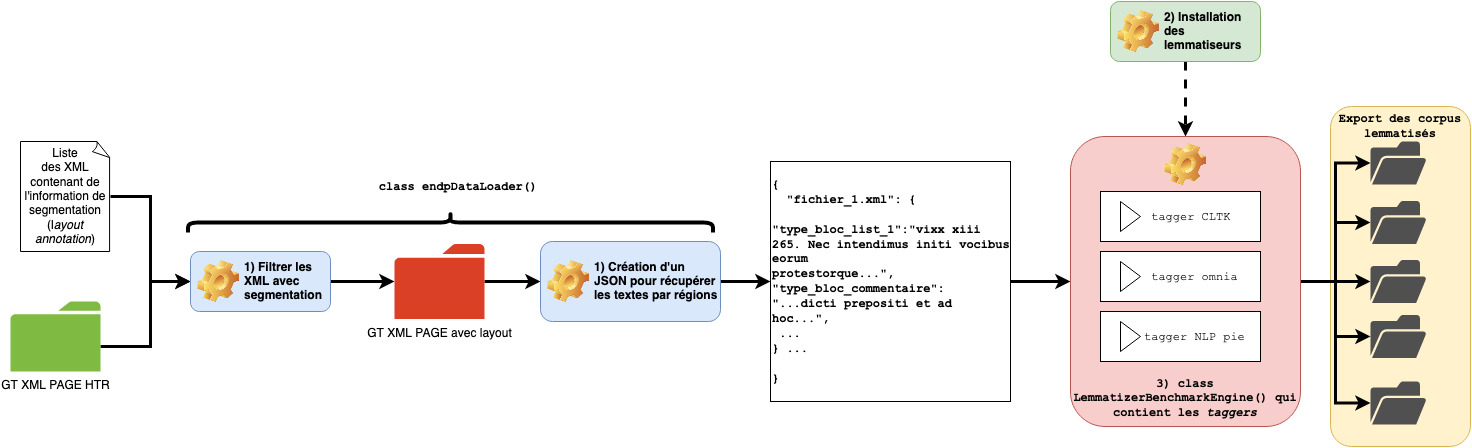 2) Installation
des
lemmatiseurs
Export des corpus
lemmatisés
Liste
des XML
contenant de
l'information de
segmentation
(layout
annotation)
class endpDataLoader()
1) Filtrer les
XML avec
segmentation
1) Création d'un
JSON pour récupérer
les textes par régions
GT XML PAGE avec layout
GT XML PAGE HTR
{
"fichier_1.xml": {
"type_bloc_list_1":"vixx xiii
265. Nec intendimus initi vocibus
eorum
protestorque...",
"type_bloc_commentaire":
"...dicti prepositi et ad
hoc...",
...
} ...
}
tagger CLTK
tagger omnia
tagger NLP pie
3) class
LemmatizerBenchmarkEngine() qui
contient les taggers